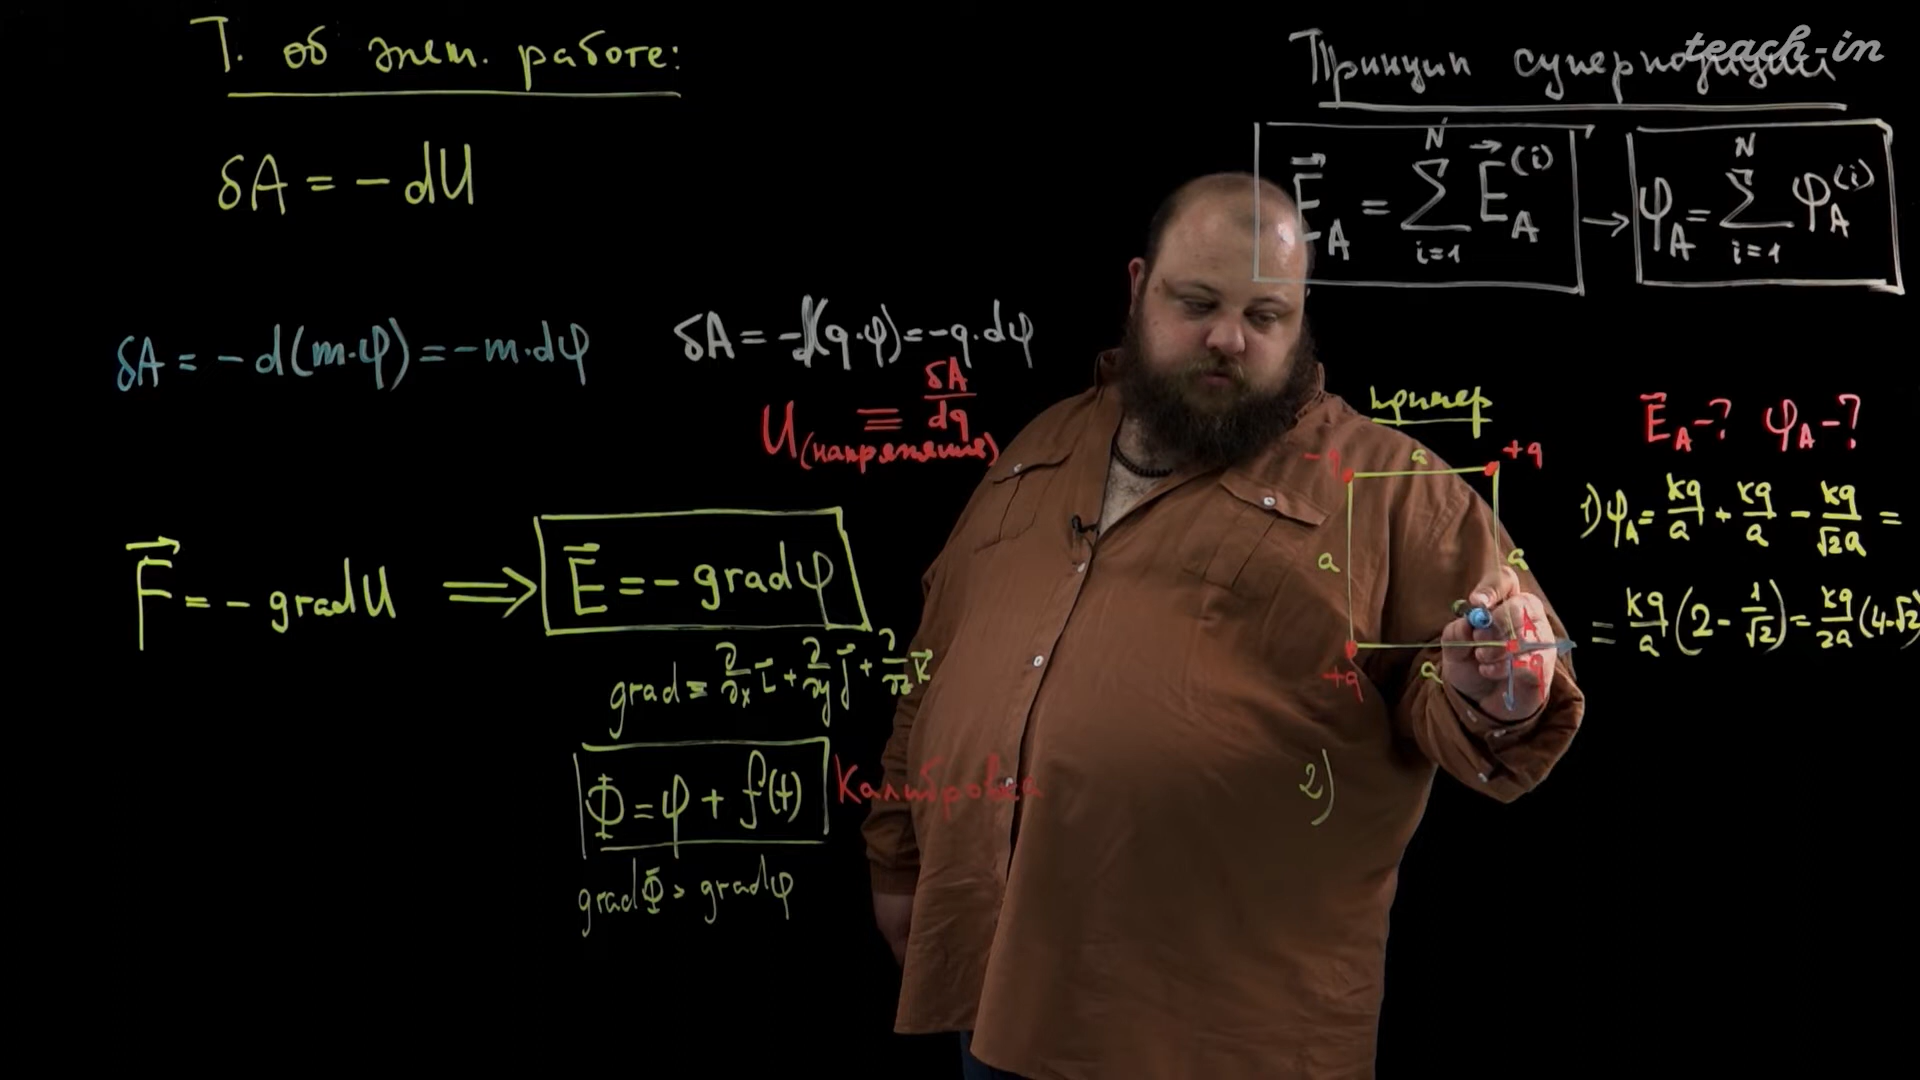 Т. об элем. работе:
δA = - dU
δA = - d(m·φ) = - m·dφ
δA = - d(q·φ) = - q·dφ
U(напряжение) ≡ δA/dq
F⃗ = - grad U ⟹ E⃗ = - grad φ
grad = ∂/∂x i⃗ + ∂/∂y j⃗ + ∂/∂z k⃗
Φ = φ + f(t) Калибровка
grad Φ = grad φ
teach-in
Принцип суперпозиции
E⃗_A = Σ_{i=1}^{N} E⃗_A^{(i)} → φ_A = Σ_{i=1}^{N} φ_A^{(i)}
пример
E⃗_A - ? φ_A - ?
-q a +q
a a
A
+q a -q
1) φ_A = kq/a + kq/a - kq/√2a =
= kq/a (2 - 1/√2) = kq/2a (4-√2)
2)